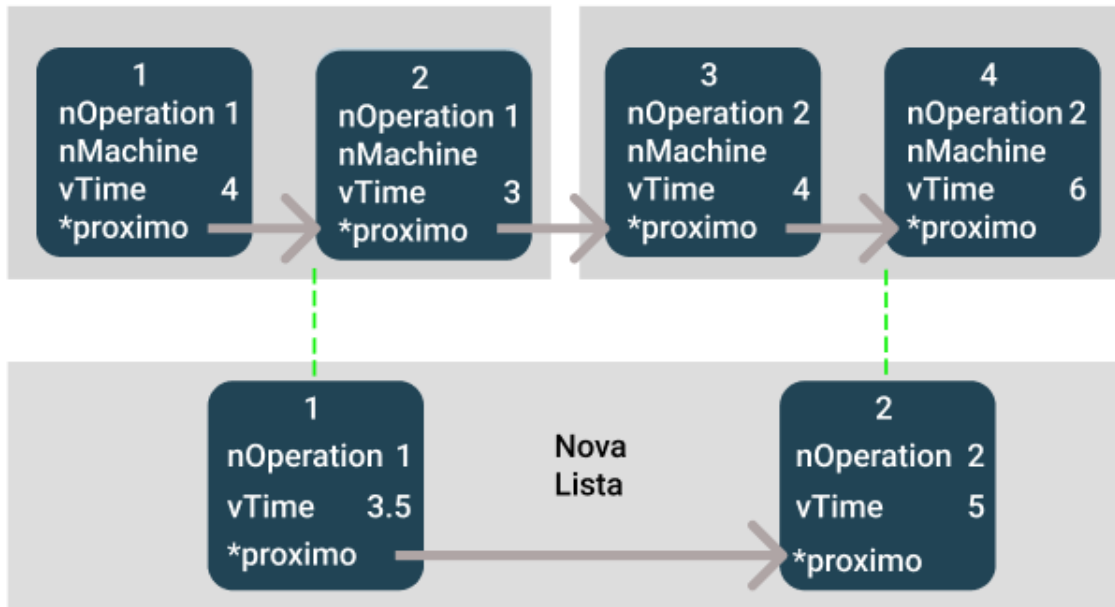 1
nOperation 1
nMachine
vTime 4
*proximo
2
nOperation 1
nMachine
vTime 3
*proximo
3
nOperation 2
nMachine
vTime 4
*proximo
4
nOperation 2
nMachine
vTime 6
*proximo
1
nOperation 1
vTime 3.5
*proximo
Nova
Lista
2
nOperation 2
vTime 5
*proximo